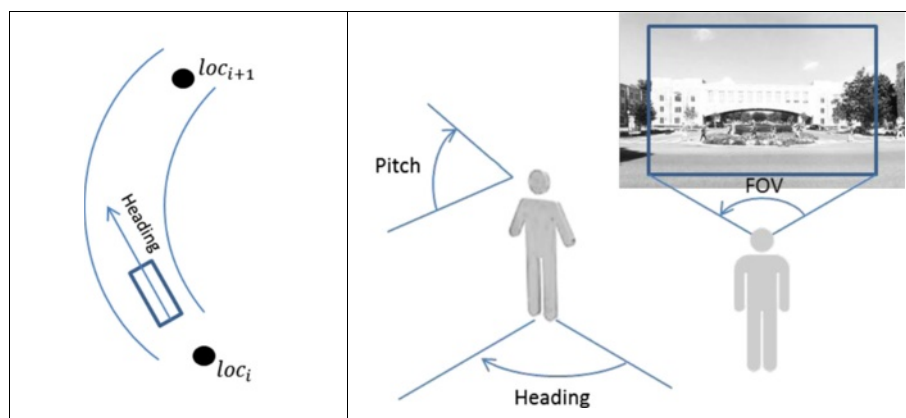 loc_{i+1}
Heading
loc_i
Pitch
FOV
Heading